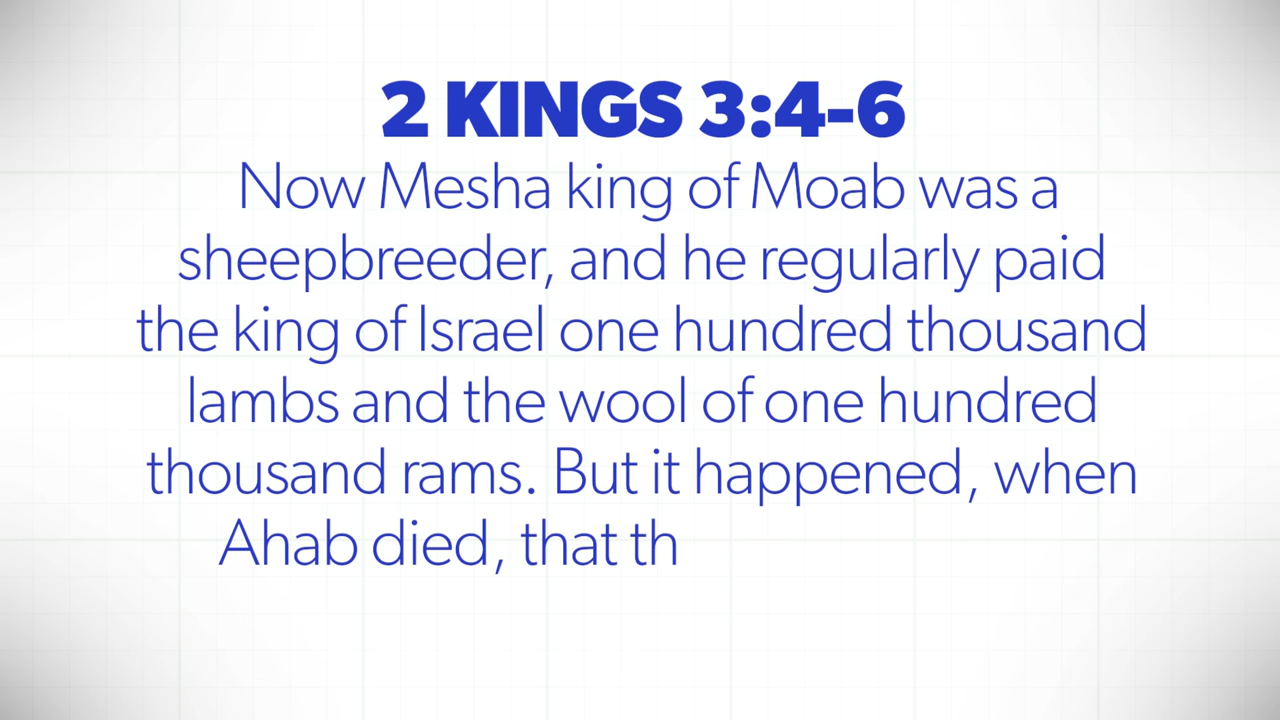 2 KINGS 3:4-6
Now Mesha king of Moab was a
sheepbreeder, and he regularly paid
the king of Israel one hundred thousand
lambs and the wool of one hundred
thousand rams. But it happened, when
Ahab died, that th